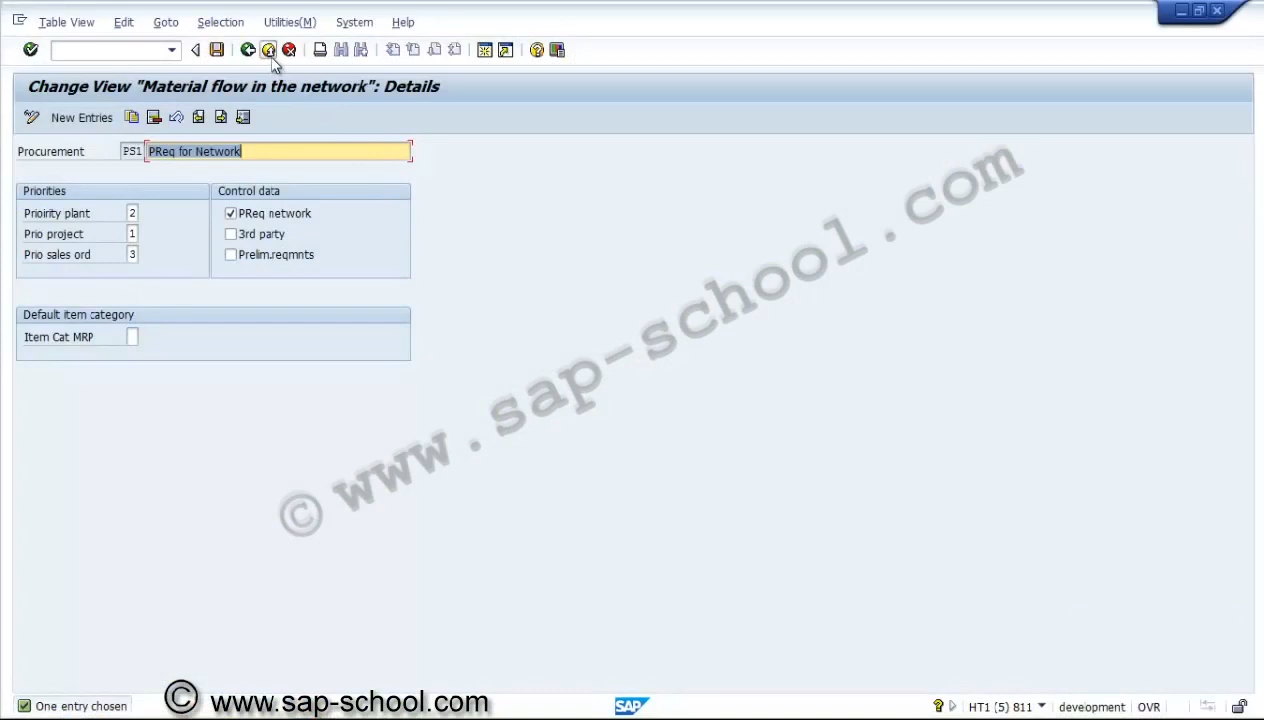 Table View Edit Goto Selection Utilities(M) System Help
Change View "Material flow in the network": Details
New Entries
Procurement PS1 PReq for Network
Priorities Control data
Prioirity plant 2 PReq network
Prio project 1 3rd party
Prio sales ord 3 Prelim.reqmnts
Default item category
Item Cat MRP
© www.sap-school.com
One entry chosen
© www.sap-school.com
SAP
HT1 (5) 811 development OVR